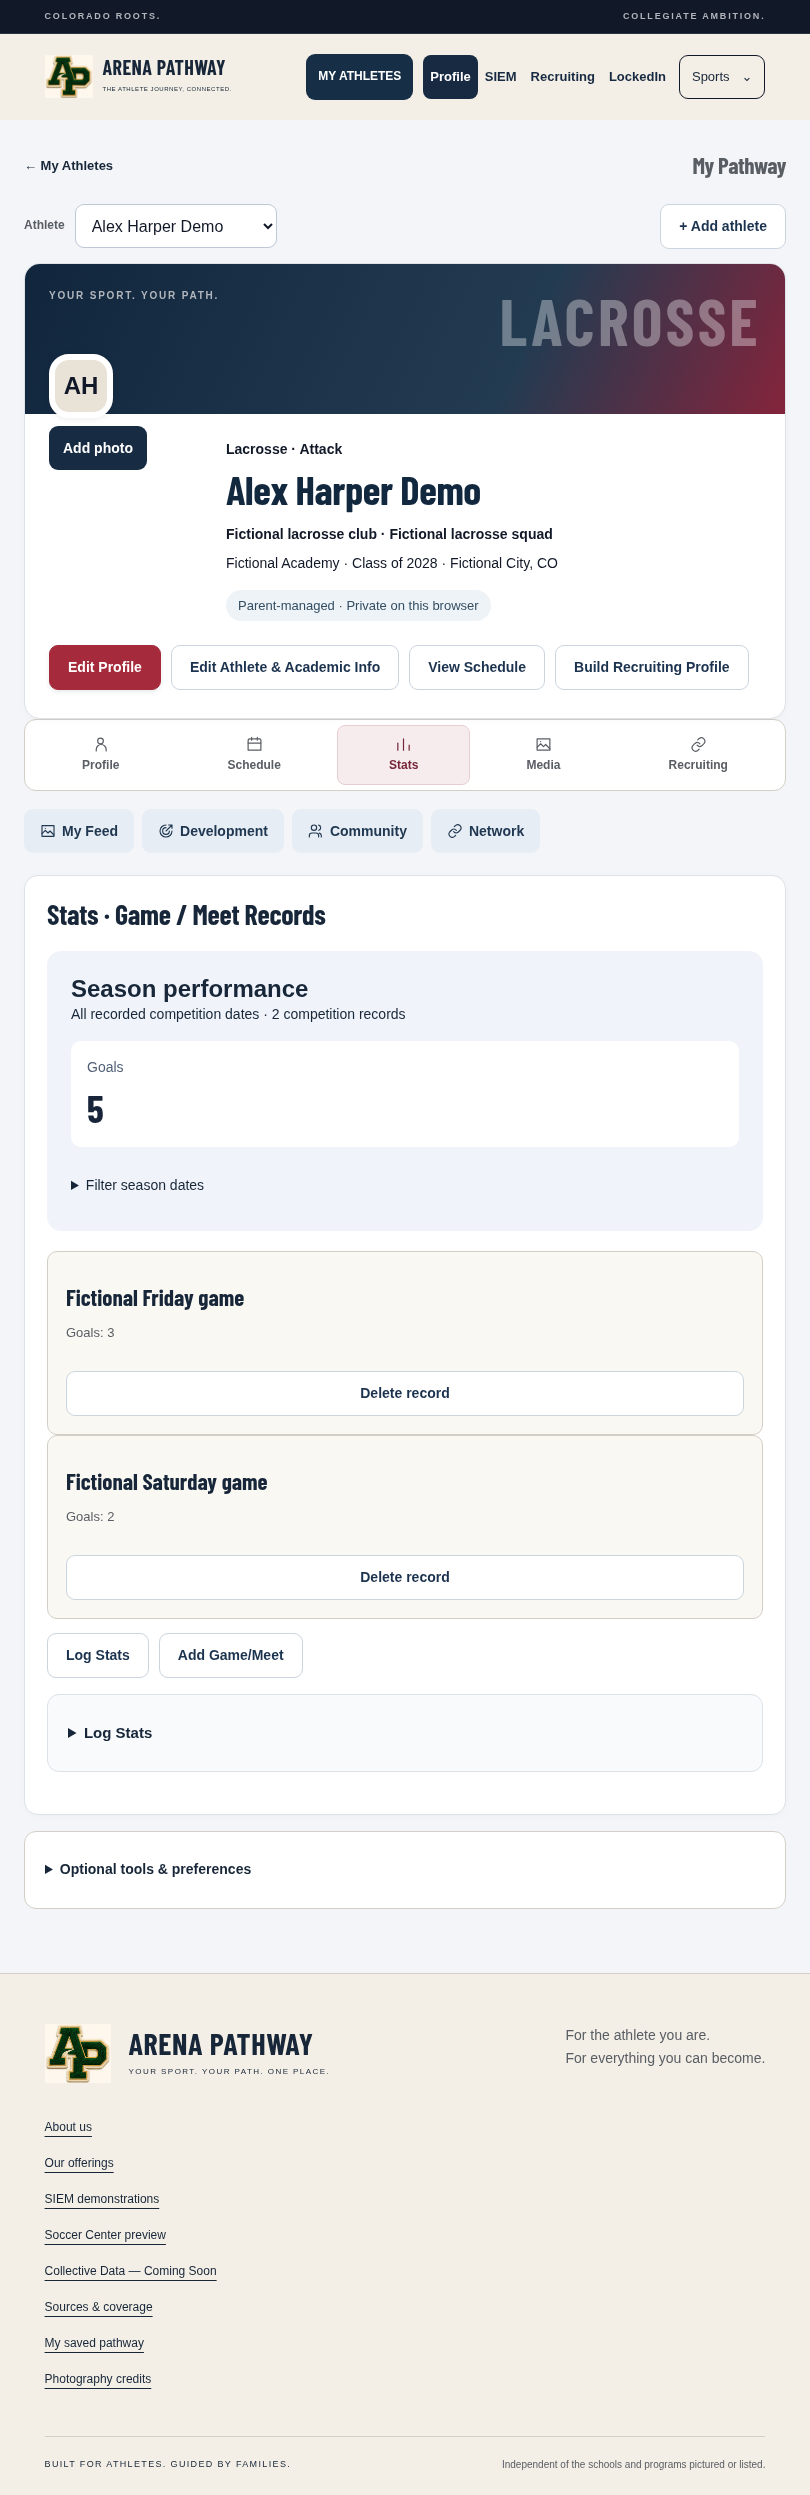 COLORADO ROOTS.
COLLEGIATE AMBITION.
AP
ARENA PATHWAY
THE ATHLETE JOURNEY, CONNECTED.
MY ATHLETES
Profile
SIEM
Recruiting
LockedIn
Sports
← My Athletes
My Pathway
Athlete
Alex Harper Demo
+ Add athlete
YOUR SPORT. YOUR PATH.
LACROSSE
AH
Add photo
Lacrosse · Attack
Alex Harper Demo
Fictional lacrosse club · Fictional lacrosse squad
Fictional Academy · Class of 2028 · Fictional City, CO
Parent-managed · Private on this browser
Edit Profile
Edit Athlete & Academic Info
View Schedule
Build Recruiting Profile
Profile
Schedule
Stats
Media
Recruiting
My Feed
Development
Community
Network
Stats · Game / Meet Records
Season performance
All recorded competition dates · 2 competition records
Goals
5
Filter season dates
Fictional Friday game
Goals: 3
Delete record
Fictional Saturday game
Goals: 2
Delete record
Log Stats
Add Game/Meet
Log Stats
Optional tools & preferences
AP
ARENA PATHWAY
YOUR SPORT. YOUR PATH. ONE PLACE.
For the athlete you are.
For everything you can become.
About us
Our offerings
SIEM demonstrations
Soccer Center preview
Collective Data — Coming Soon
Sources & coverage
My saved pathway
Photography credits
BUILT FOR ATHLETES. GUIDED BY FAMILIES.
Independent of the schools and programs pictured or listed.